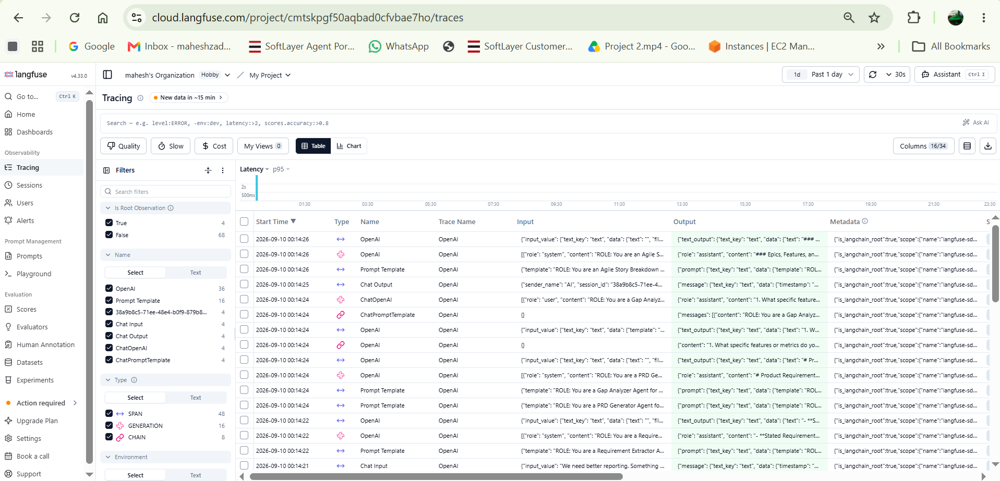 cloud.langfuse.com/project/cmtskpgf50aqbad0cfvbae7ho/traces
Google Inbox - maheshzad... SoftLayer Agent Por... WhatsApp SoftLayer Customer... Project 2.mp4 - Goo... Instances | EC2 Man... All Bookmarks
langfuse v4.33.0 mahesh's Organization Hobby My Project 1d Past 1 day 30s Assistant Ctrl I
Go to... Ctrl K
Home
Dashboards
Observability
Tracing
Sessions
Users
Alerts
Prompt Management
Prompts
Playground
Evaluation
Scores
Evaluators
Human Annotation
Datasets
Experiments
Action required
Upgrade Plan
Settings
Book a call
Support
Tracing New data in ~15 min
Search — e.g. level:ERROR, -env:dev, latency:>2, scores.accuracy:>0.8 Ask AI
Quality Slow Cost My Views 0 Table Chart Columns 16/34
Filters
Search filters
Is Root Observation
True 4
False 68
Name
Select Text
OpenAI 36
Prompt Template 16
38a9b8c5-71ee-48e4-b0f9-879b8... 4
Chat Input 4
Chat Output 4
ChatOpenAI 4
ChatPromptTemplate 4
Type
Select Text
SPAN 48
GENERATION 16
CHAIN 8
Environment
Select Text
Latency p95
2s
500ms
01:30 03:30 05:30 07:30 09:30 11:30 13:30 15:30 17:30 19:30 21:30 23:30
Start Time ▼ Type Name Trace Name Input Output Metadata S
2026-09-10 00:14:26 OpenAI OpenAI {"input_value": {"text_key": "text", "data": {"text": "", "fil... {"text_output": {"text_key": "text", "data": {"text": "### ... {"is_langchain_root":true,"scope":{"name":"langfuse-sd...
2026-09-10 00:14:26 OpenAI OpenAI [{"role": "system", "content": "ROLE: You are an Agile S... {"role": "assistant", "content": "### Epics, Features, an... {"is_langchain_root":true,"scope":{"name":"langfuse-sd...
2026-09-10 00:14:26 Prompt Template OpenAI {"template": "ROLE: You are an Agile Story Breakdown ... {"prompt": {"text_key": "text", "data": {"template": "ROL... {"is_langchain_root":true,"scope":{"name":"langfuse-sd...
2026-09-10 00:14:25 Chat Output OpenAI {"sender_name": "AI", "session_id": "38a9b8c5-71ee-4... {"message": {"text_key": "text", "data": {"timestamp": "... {"is_langchain_root":true,"scope":{"name":"langfuse-sd...
2026-09-10 00:14:24 ChatOpenAI OpenAI [{"role": "user", "content": "ROLE: You are a Gap Analyz... {"role": "assistant", "content": "1. What specific feature... {"is_langchain_root":true,"scope":{"name":"langfuse-sd...
2026-09-10 00:14:24 ChatPromptTemplate OpenAI {} {"messages": [{"content": "ROLE: You are a Gap Analyz... {"is_langchain_root":true,"scope":{"name":"langfuse-sd...
2026-09-10 00:14:24 OpenAI OpenAI {"input_value": {"text_key": "text", "data": {"template": "... {"text_output": {"text_key": "text", "data": {"text": "1. W... {"is_langchain_root":true,"scope":{"name":"langfuse-sd...
2026-09-10 00:14:24 OpenAI OpenAI {} {"content": "1. What specific features or metrics do yo... {"is_langchain_root":true,"scope":{"name":"langfuse-sd...
2026-09-10 00:14:24 OpenAI OpenAI {"input_value": {"text_key": "text", "data": {"text": "", "fil... {"text_output": {"text_key": "text", "data": {"text": "# Pr... {"is_langchain_root":true,"scope":{"name":"langfuse-sd...
2026-09-10 00:14:24 OpenAI OpenAI [{"role": "system", "content": "ROLE: You are a PRD Ge... {"role": "assistant", "content": "# Product Requirement... {"is_langchain_root":true,"scope":{"name":"langfuse-sd...
2026-09-10 00:14:24 Prompt Template OpenAI {"template": "ROLE: You are a Gap Analyzer Agent for ... {"prompt": {"text_key": "text", "data": {"template": "ROL... {"is_langchain_root":true,"scope":{"name":"langfuse-sd...
2026-09-10 00:14:24 Prompt Template OpenAI {"template": "ROLE: You are a PRD Generator Agent fo... {"prompt": {"text_key": "text", "data": {"template": "ROL... {"is_langchain_root":true,"scope":{"name":"langfuse-sd...
2026-09-10 00:14:22 OpenAI OpenAI {"input_value": {"text_key": "text", "data": {"text": "", "fil... {"text_output": {"text_key": "text", "data": {"text": "- **S... {"is_langchain_root":true,"scope":{"name":"langfuse-sd...
2026-09-10 00:14:22 OpenAI OpenAI [{"role": "system", "content": "ROLE: You are a Require... {"role": "assistant", "content": "- **Stated Requirement... {"is_langchain_root":true,"scope":{"name":"langfuse-sd...
2026-09-10 00:14:22 Prompt Template OpenAI {"template": "ROLE: You are a Requirement Extractor A... {"prompt": {"text_key": "text", "data": {"template": "ROL... {"is_langchain_root":true,"scope":{"name":"langfuse-sd...
2026-09-10 00:14:21 Chat Input OpenAI {"input_value": "We need better reporting. Something ... {"message": {"text_key": "text", "data": {"timestamp": "... {"is_langchain_root":true,"scope":{"name":"langfuse-sd...